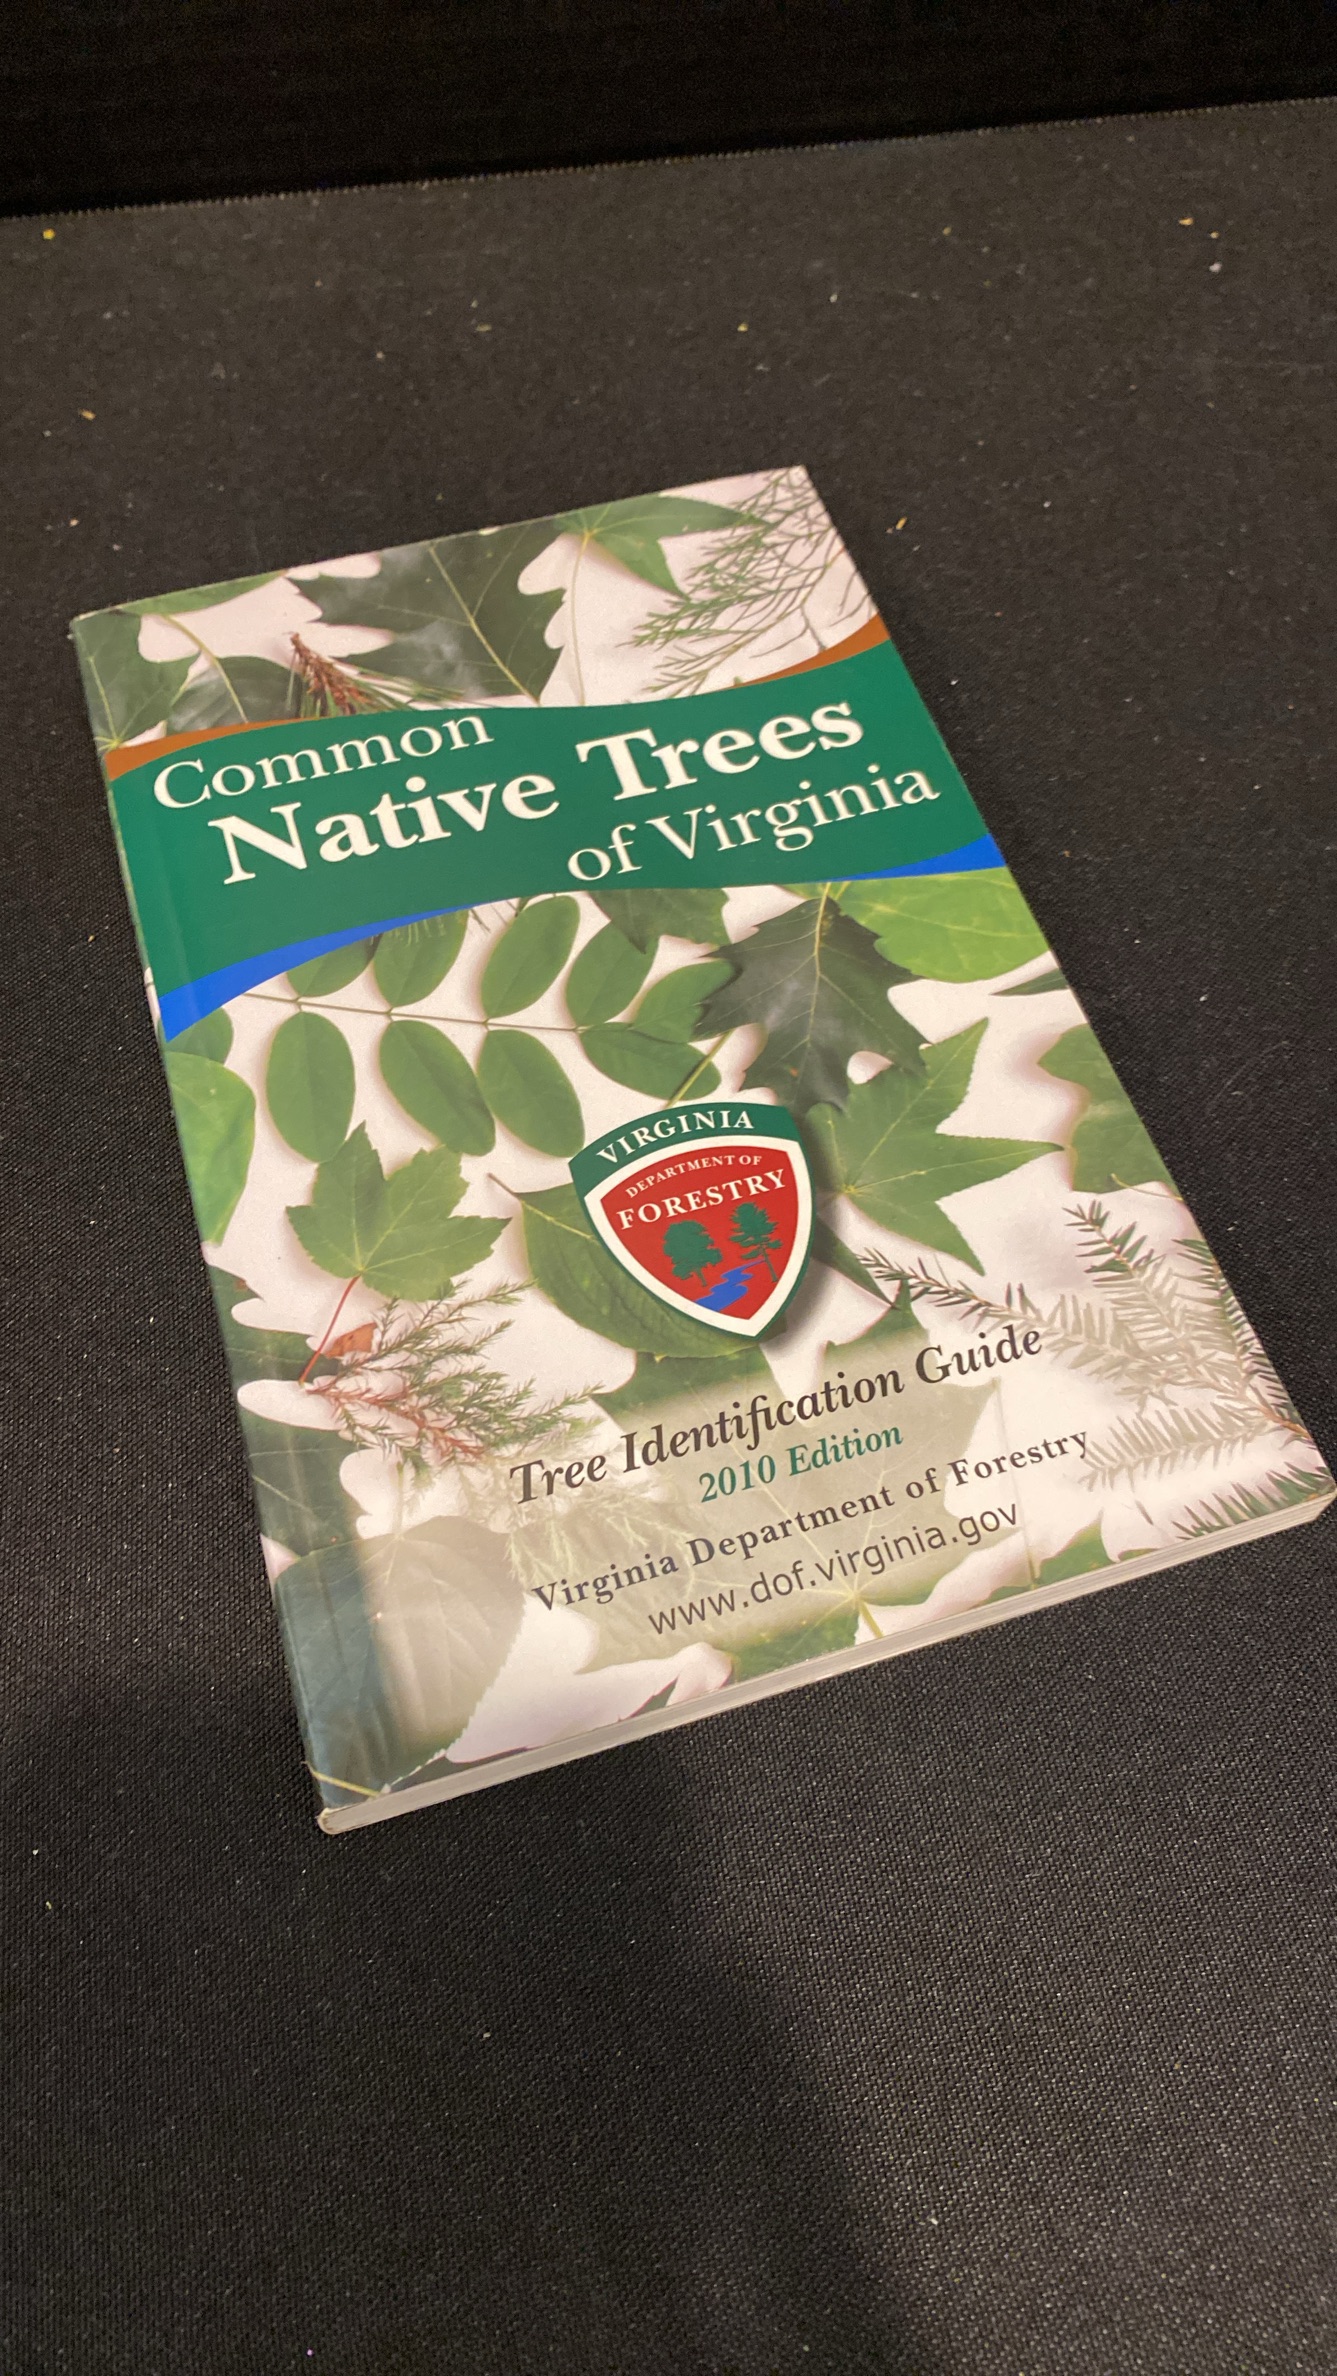 Common
Native Trees
of Virginia
VIRGINIA
DEPARTMENT OF
FORESTRY
Tree Identification Guide
2010 Edition
Virginia Department of Forestry
www.dof.virginia.gov